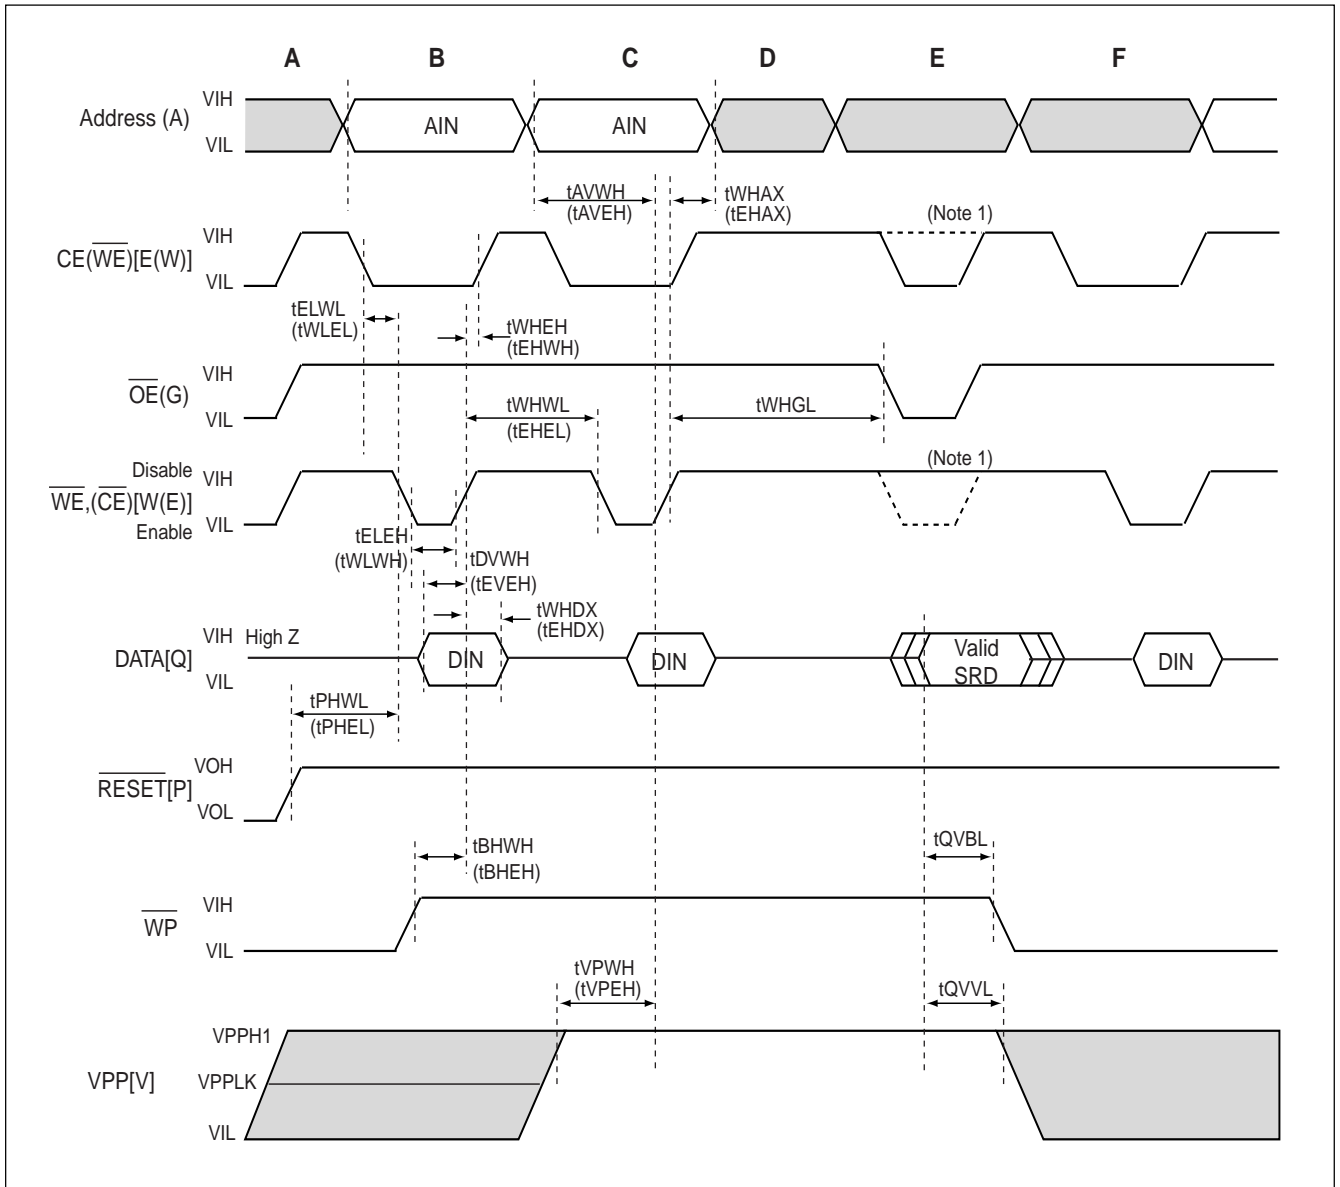 A B C D E F
Address (A)
VIH
VIL
AIN
AIN
tAVWH
(tAVEH)
tWHAX
(tEHAX)
(Note 1)
CE(WE)[E(W)]
VIH
VIL
tELWL
(tWLEL)
tWHEH
(tEHWH)
OE(G)
VIH
VIL
tWHWL
(tEHEL)
tWHGL
(Note 1)
Disable
VIH
WE,(CE)[W(E)]
VIL
Enable
tELEH
(tWLWH)
tDVWH
(tEVEH)
tWHDX
(tEHDX)
DATA[Q]
VIH
High Z
VIL
DIN
DIN
Valid
SRD
DIN
tPHWL
(tPHEL)
RESET[P]
VOH
VOL
tBHWH
(tBHEH)
tQVBL
WP
VIH
VIL
tVPWH
(tVPEH)
tQVVL
VPP[V]
VPPH1
VPPLK
VIL